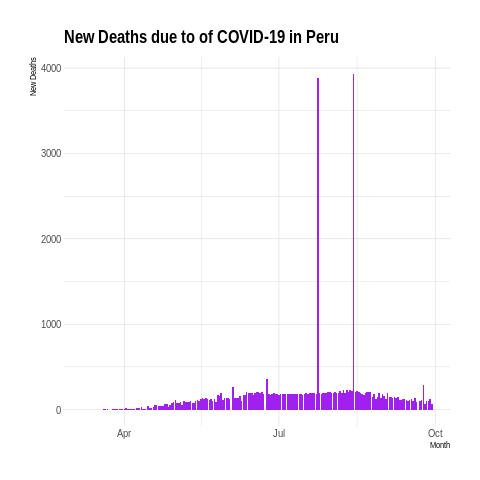 New Deaths due to of COVID-19 in Peru
New Deaths
4000
3000
2000
1000
0
Apr
Jul
Oct
Month